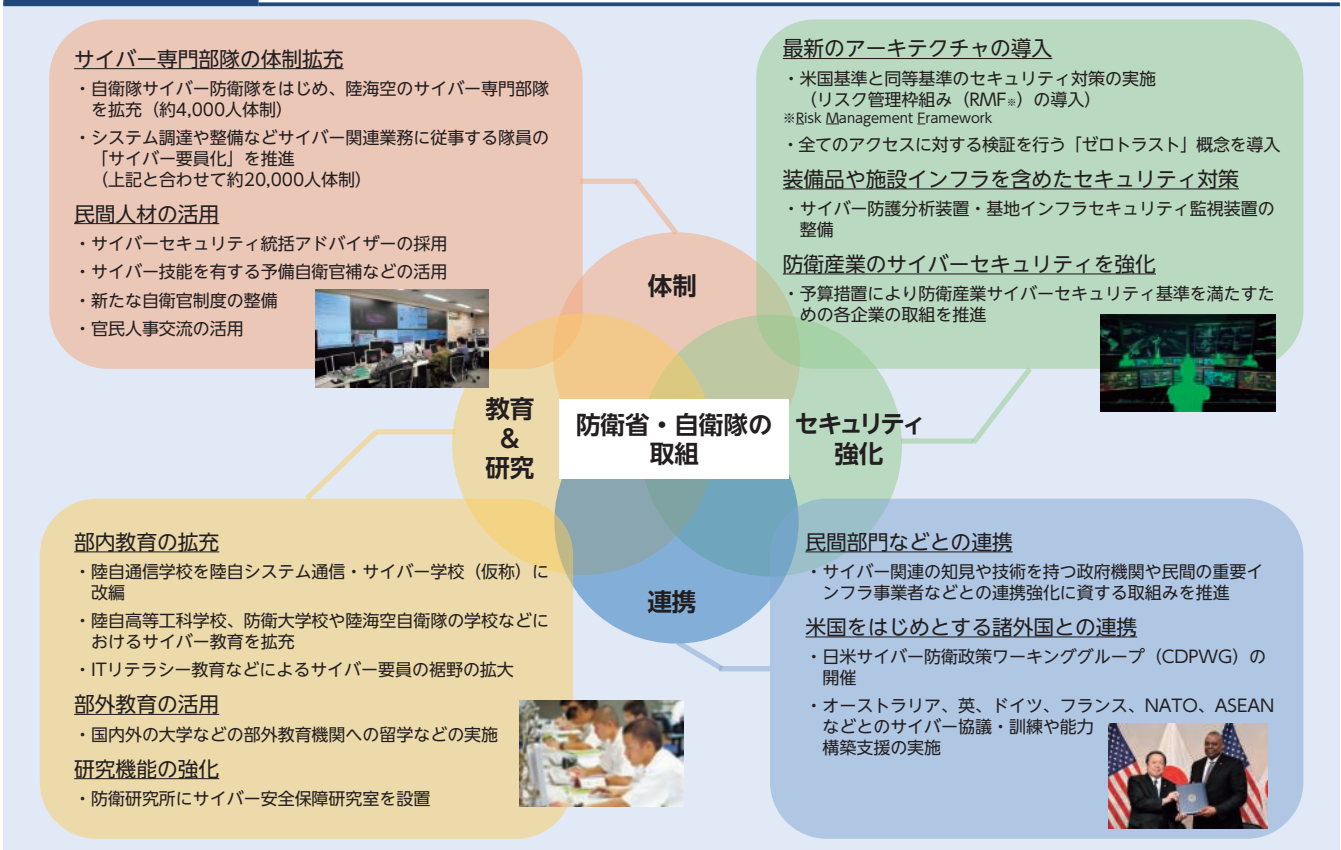 サイバー専門部隊の体制拡充
・自衛隊サイバー防衛隊をはじめ、陸海空のサイバー専門部隊
を拡充（約4,000人体制）
・システム調達や整備などサイバー関連業務に従事する隊員の
「サイバー要員化」を推進
（上記と合わせて約20,000人体制）
民間人材の活用
・サイバーセキュリティ統括アドバイザーの採用
・サイバー技能を有する予備自衛官補などの活用
・新たな自衛官制度の整備
・官民人事交流の活用
最新のアーキテクチャの導入
・米国基準と同等基準のセキュリティ対策の実施
（リスク管理枠組み（RMF※）の導入）
※Risk Management Framework
・全てのアクセスに対する検証を行う「ゼロトラスト」概念を導入
装備品や施設インフラを含めたセキュリティ対策
・サイバー防護分析装置・基地インフラセキュリティ監視装置の
整備
防衛産業のサイバーセキュリティを強化
・予算措置により防衛産業サイバーセキュリティ基準を満たすた
めの各企業の取組を推進
体制
教育
&
研究
防衛省・自衛隊の
取組
セキュリティ
強化
連携
部内教育の拡充
・陸自通信学校を陸自システム通信・サイバー学校（仮称）に
改編
・陸自高等工科学校、防衛大学校や陸海空自衛隊の学校などに
おけるサイバー教育を拡充
・ITリテラシー教育などによるサイバー要員の裾野の拡大
部外教育の活用
・国内外の大学などの部外教育機関への留学などの実施
研究機能の強化
・防衛研究所にサイバー安全保障研究室を設置
民間部門などとの連携
・サイバー関連の知見や技術を持つ政府機関や民間の重要イ
ンフラ事業者などとの連携強化に資する取組みを推進
米国をはじめとする諸外国との連携
・日米サイバー防衛政策ワーキンググループ（CDPWG）の
開催
・オーストラリア、英、ドイツ、フランス、NATO、ASEAN
などとのサイバー協議・訓練や能力
構築支援の実施